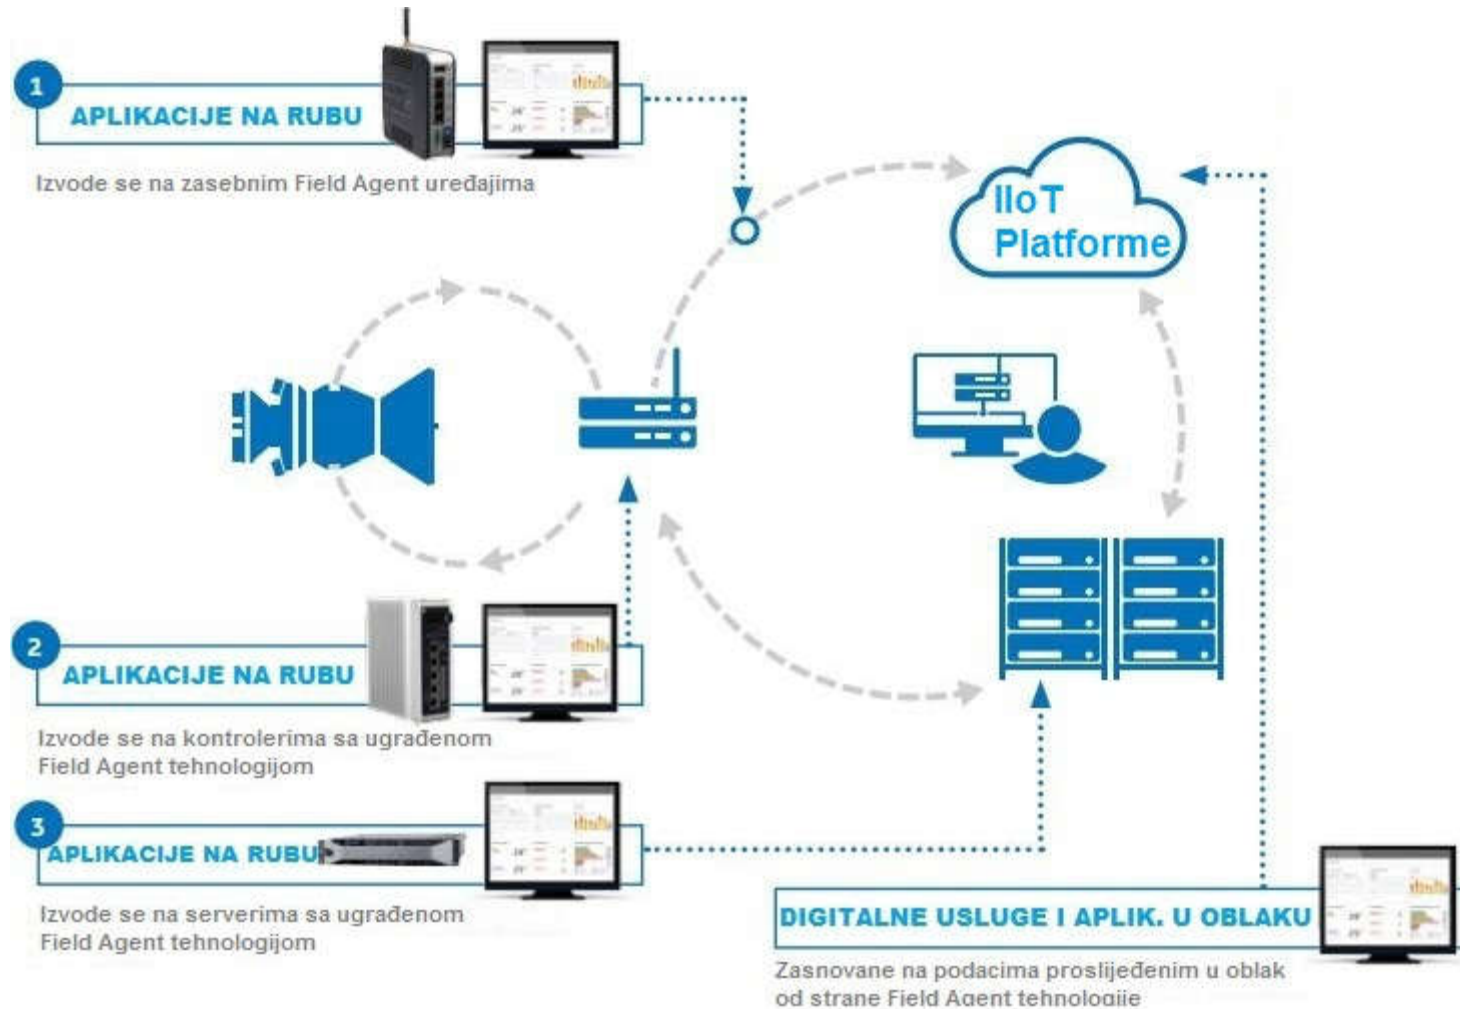 1
APLIKACIJE NA RUBU
Izvode se na zasebnim Field Agent uređajima
IIoT
Platforme
2
APLIKACIJE NA RUBU
Izvode se na kontrolerima sa ugrađenom
Field Agent tehnologijom
3
APLIKACIJE NA RUBU
Izvode se na serverima sa ugrađenom
Field Agent tehnologijom
DIGITALNE USLUGE I APLIK. U OBLAKU
Zasnovane na podacima proslijeđenim u oblak
od strane Field Agent tehnologije